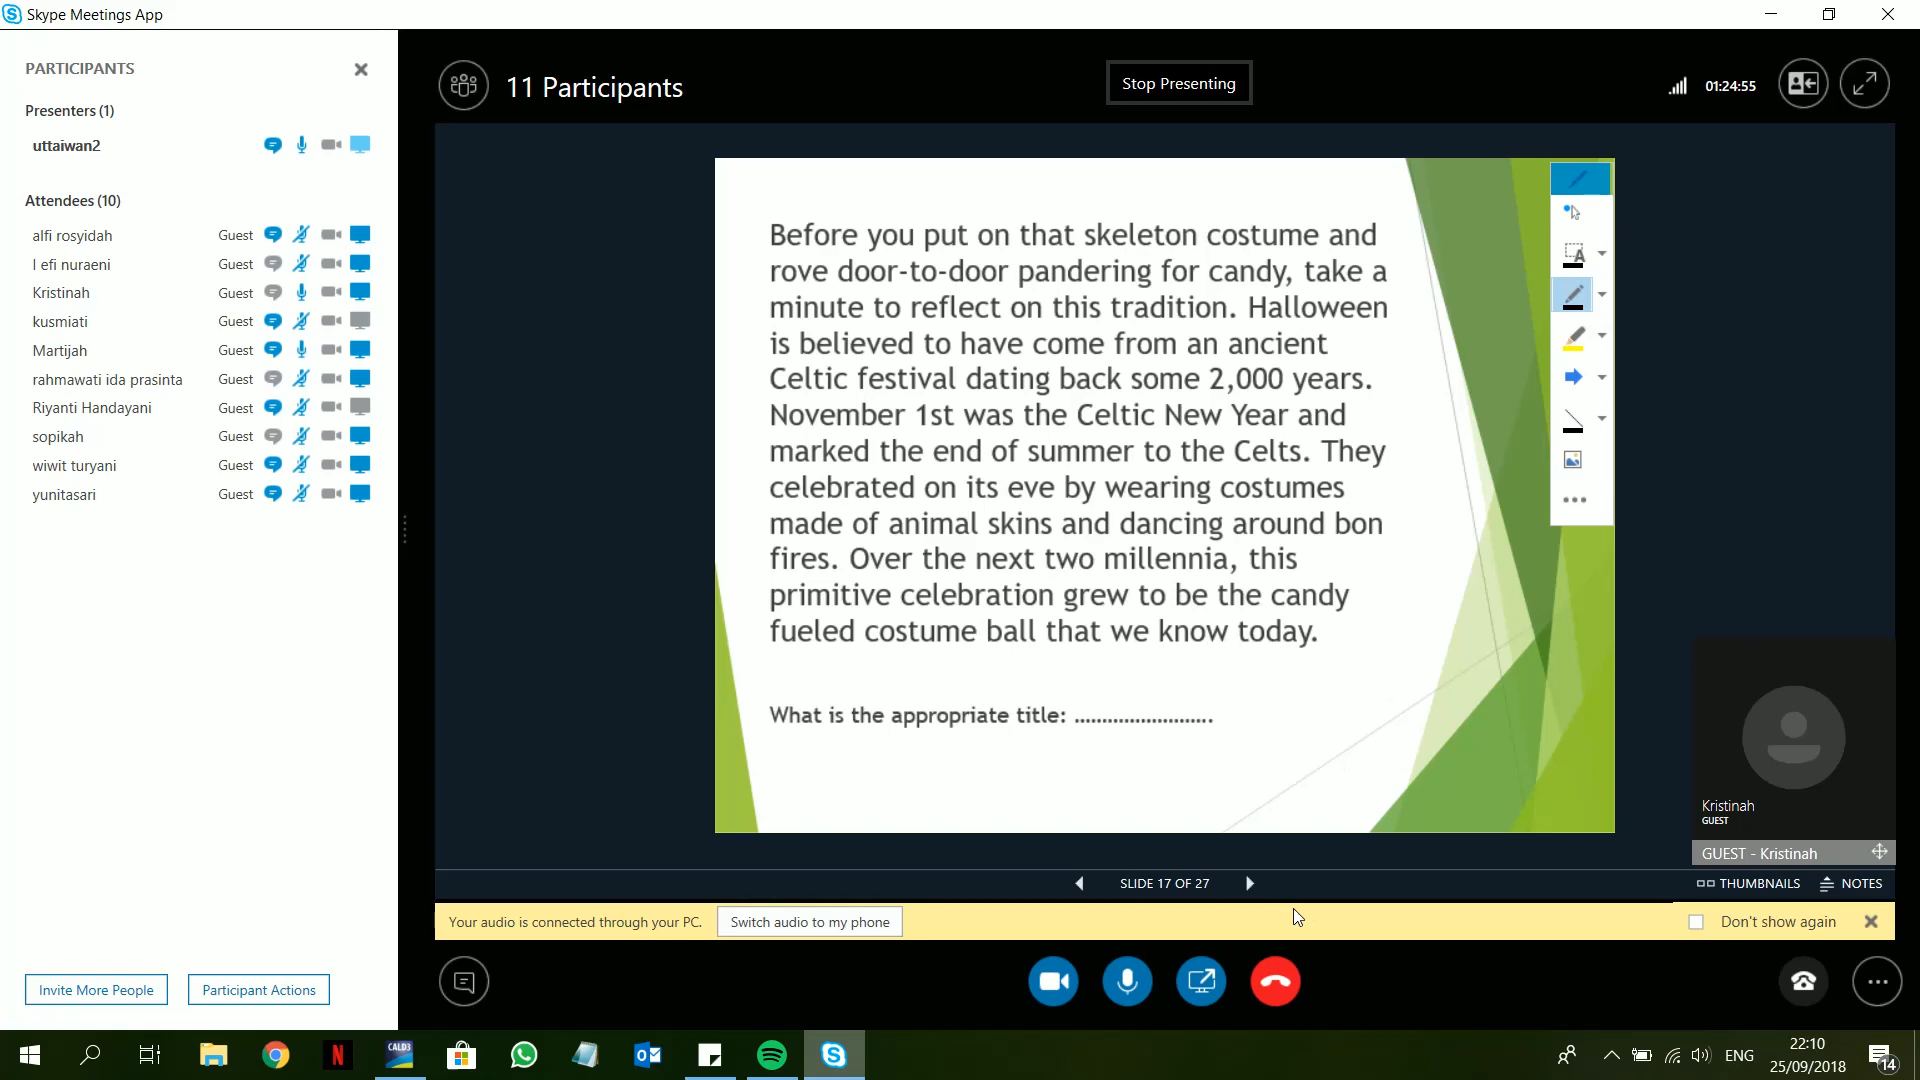 Skype Meetings App
PARTICIPANTS
Presenters (1)
uttaiwan2
Attendees (10)
alfi rosyidah Guest
I efi nuraeni Guest
Kristinah Guest
kusmiati Guest
Martijah Guest
rahmawati ida prasinta Guest
Riyanti Handayani Guest
sopikah Guest
wiwit turyani Guest
yunitasari Guest
Invite More People
Participant Actions
11 Participants
Stop Presenting
01:24:55
Before you put on that skeleton costume and
rove door-to-door pandering for candy, take a
minute to reflect on this tradition. Halloween
is believed to have come from an ancient
Celtic festival dating back some 2,000 years.
November 1st was the Celtic New Year and
marked the end of summer to the Celts. They
celebrated on its eve by wearing costumes
made of animal skins and dancing around bon
fires. Over the next two millennia, this
primitive celebration grew to be the candy
fueled costume ball that we know today.
What is the appropriate title: .........................
A
Kristinah
GUEST
GUEST - Kristinah
SLIDE 17 OF 27
THUMBNAILS
NOTES
Your audio is connected through your PC.
Switch audio to my phone
Don't show again
N
CALD3
ENG
22:10
25/09/2018
14